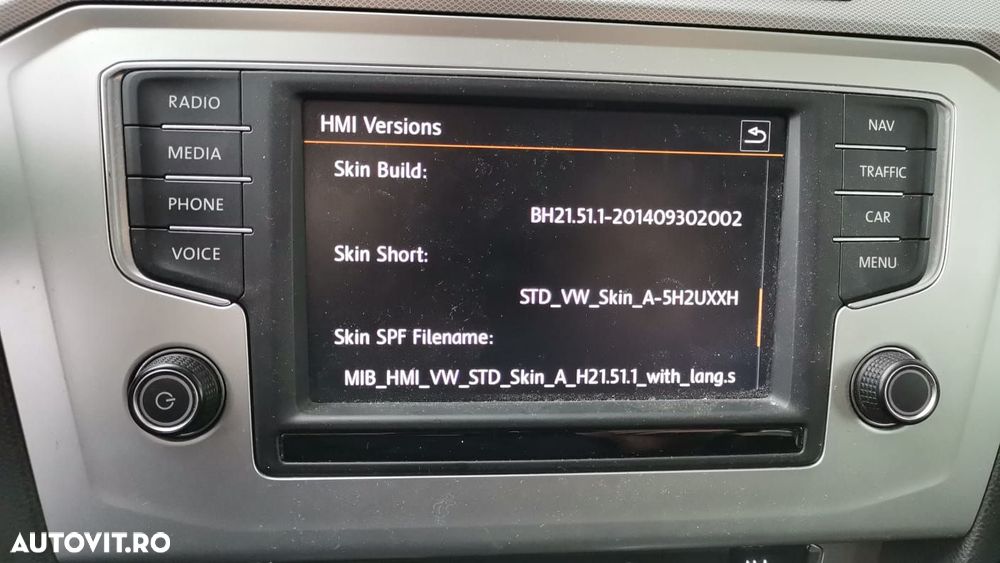 RADIO
MEDIA
PHONE
VOICE
HMI Versions
Skin Build:
BH21.51.1-201409302002
Skin Short:
STD_VW_Skin_A-5H2UXXH
Skin SPF Filename:
MIB_HMI_VW_STD_Skin_A_H21.51.1_with_lang.s
NAV
TRAFFIC
CAR
MENU
AUTOVIT.RO